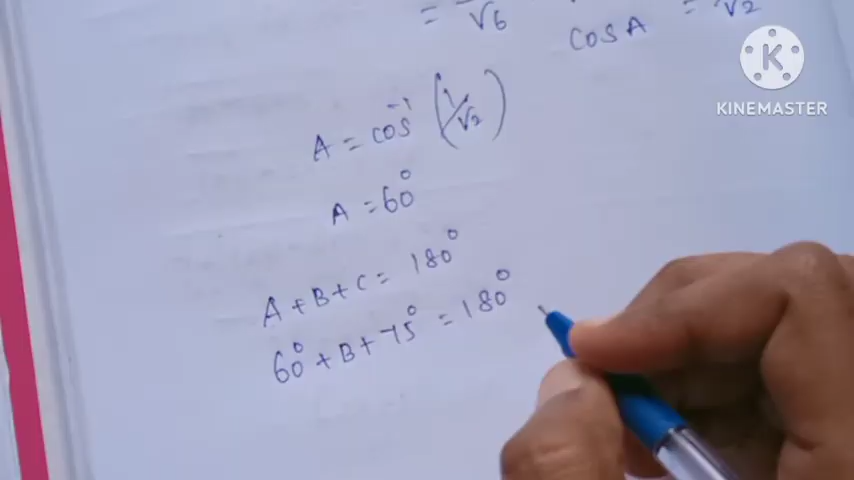 = √6
cos A = √2
K
KINEMASTER
A = cos⁻¹ (1/√2)
A = 60°
A + B + C = 180°
60° + B + 75° = 180°